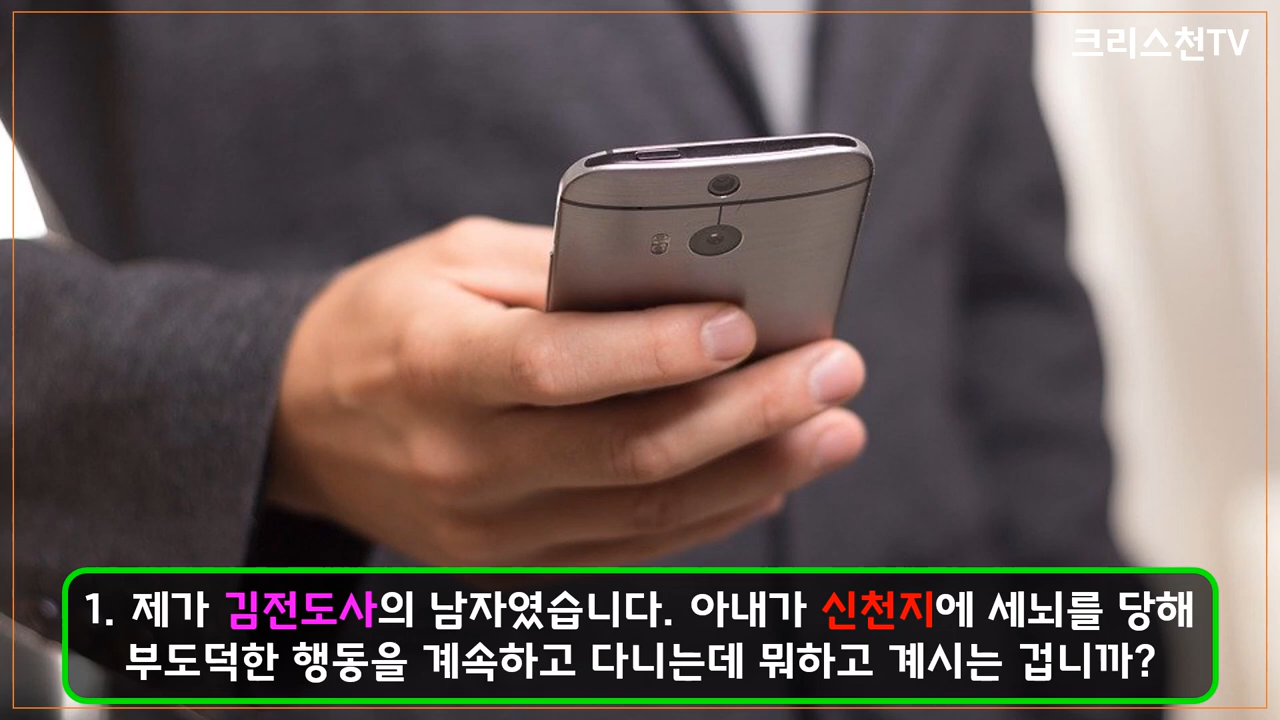 크리스천TV
1. 제가 김전도사의 남자였습니다. 아내가 신천지에 세뇌를 당해
부도덕한 행동을 계속하고 다니는데 뭐하고 계시는 겁니까?